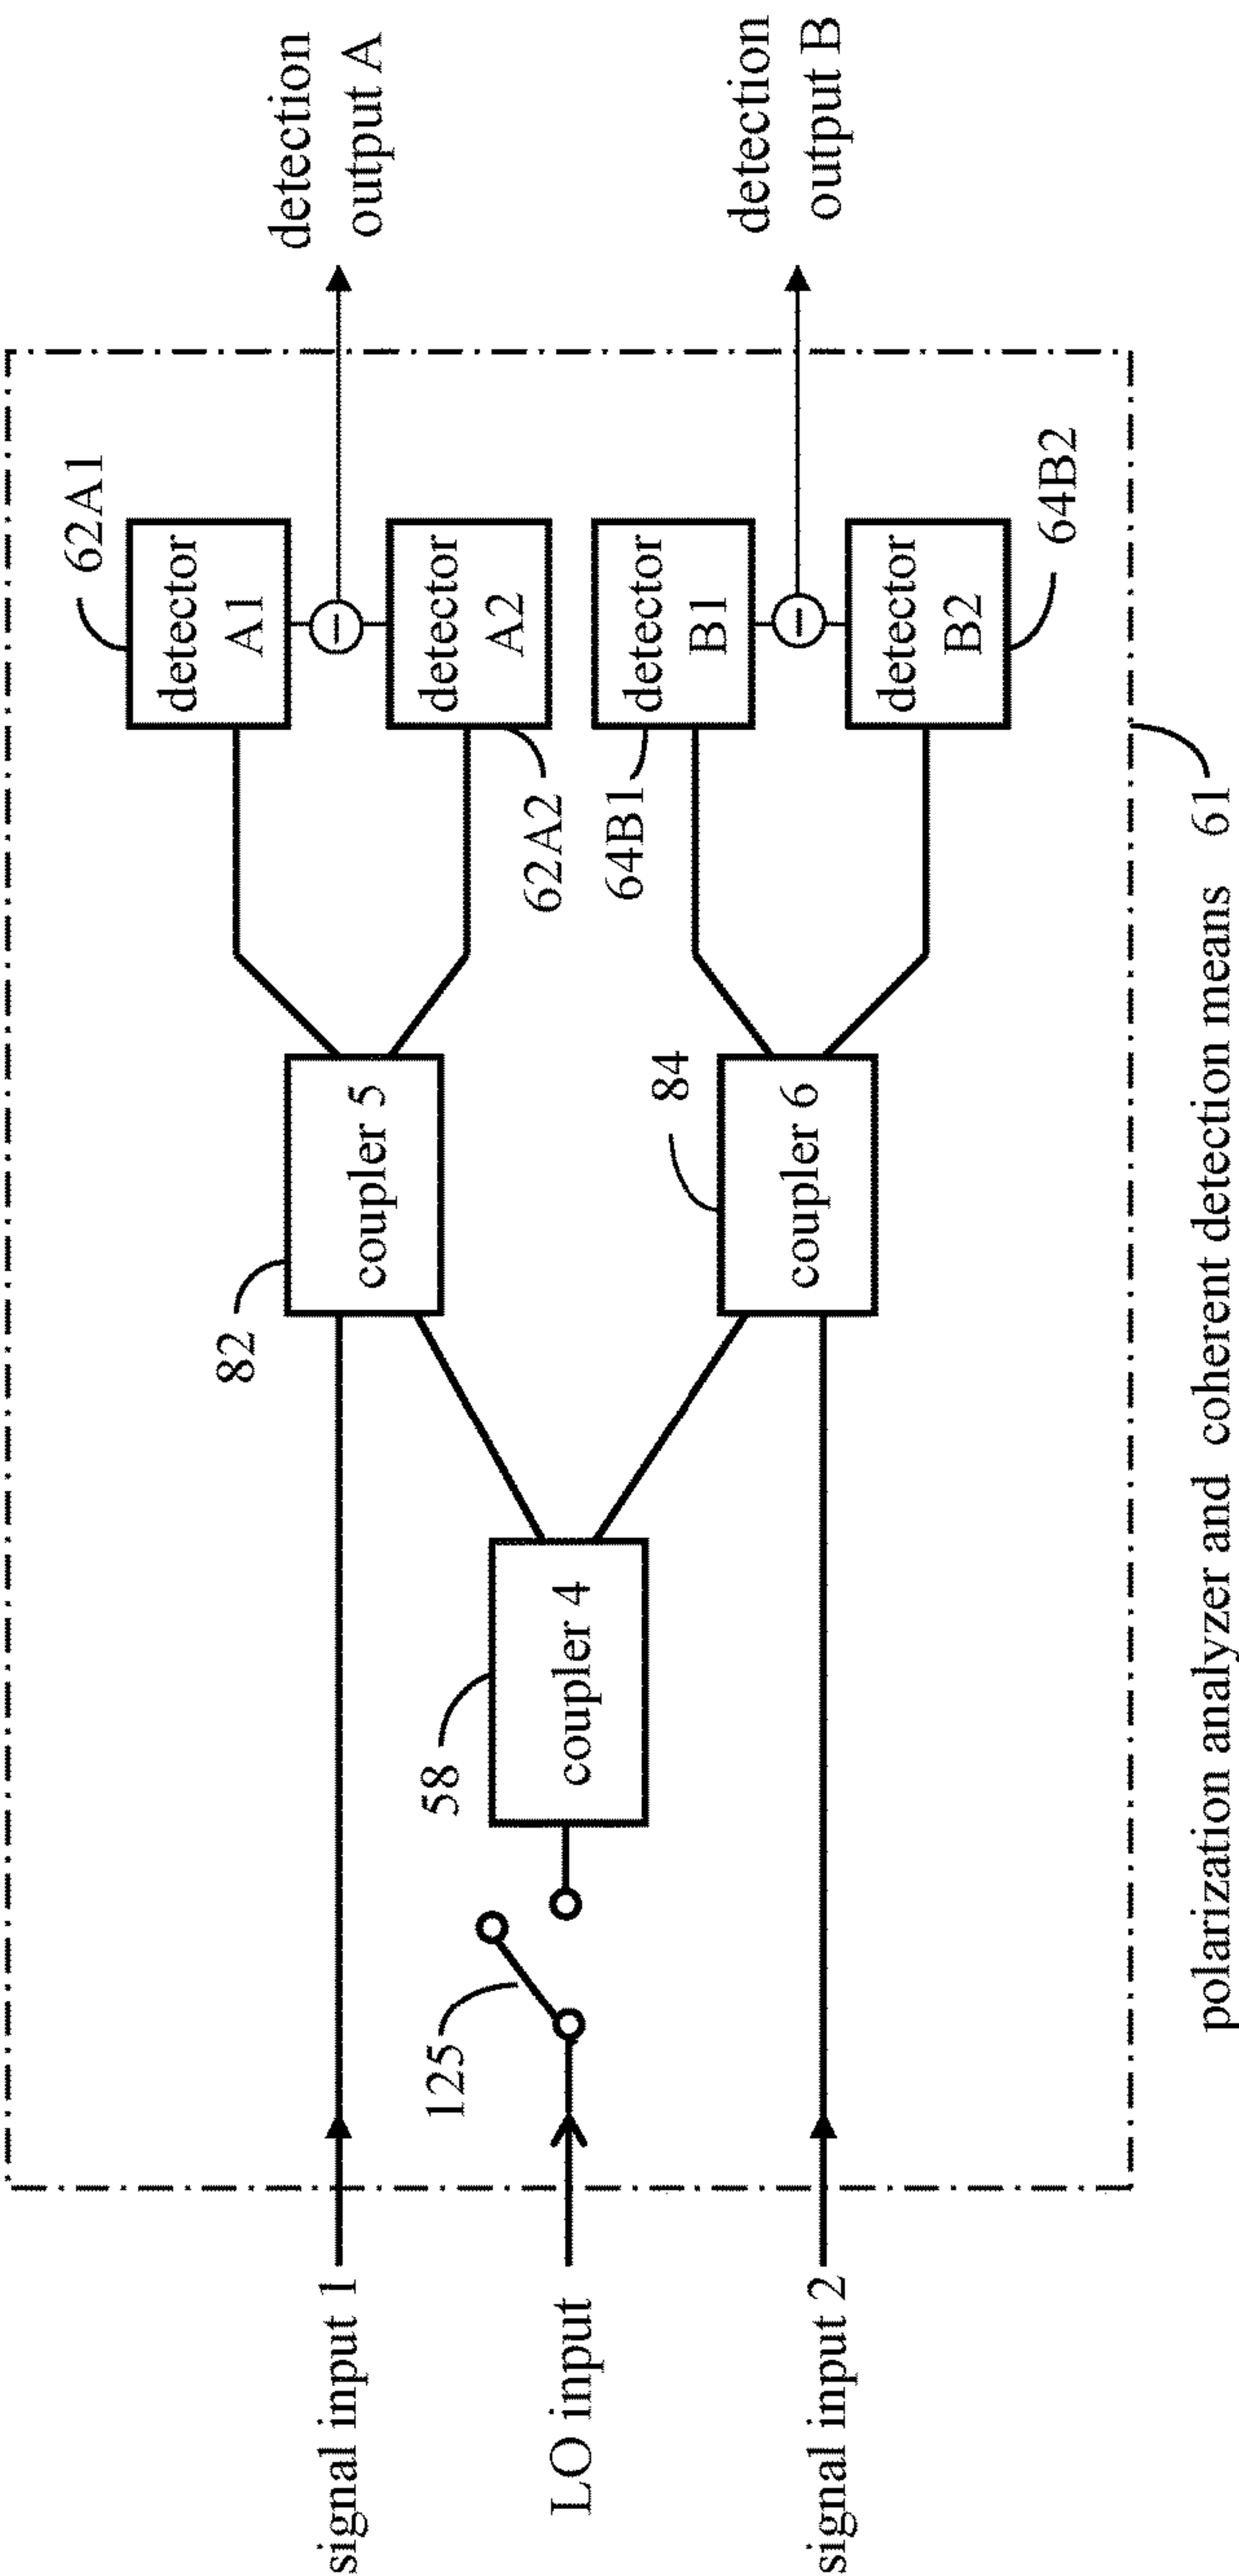 signal input 1
LO input
signal input 2
125
58
coupler 4
82
coupler 5
84
coupler 6
62A1
detector
A1
detector
A2
62A2
64B1
detector
B1
detector
B2
64B2
detection
output A
detection
output B
polarization analyzer and coherent detection means 61